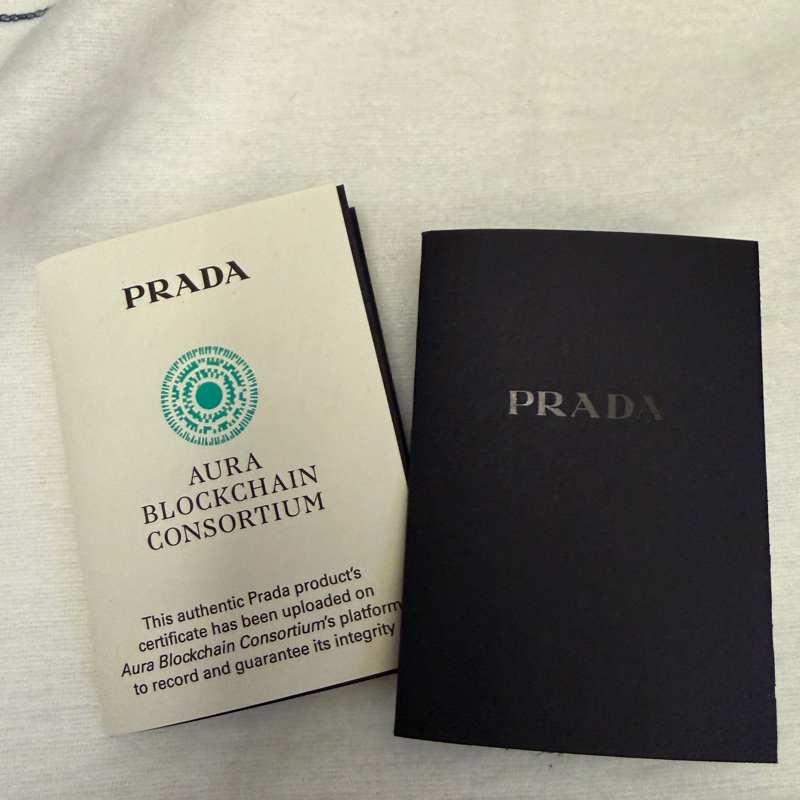 PRADA
AURA
BLOCKCHAIN
CONSORTIUM
This authentic Prada product's
certificate has been uploaded on
Aura Blockchain Consortium's platform
to record and guarantee its integrity
PRADA